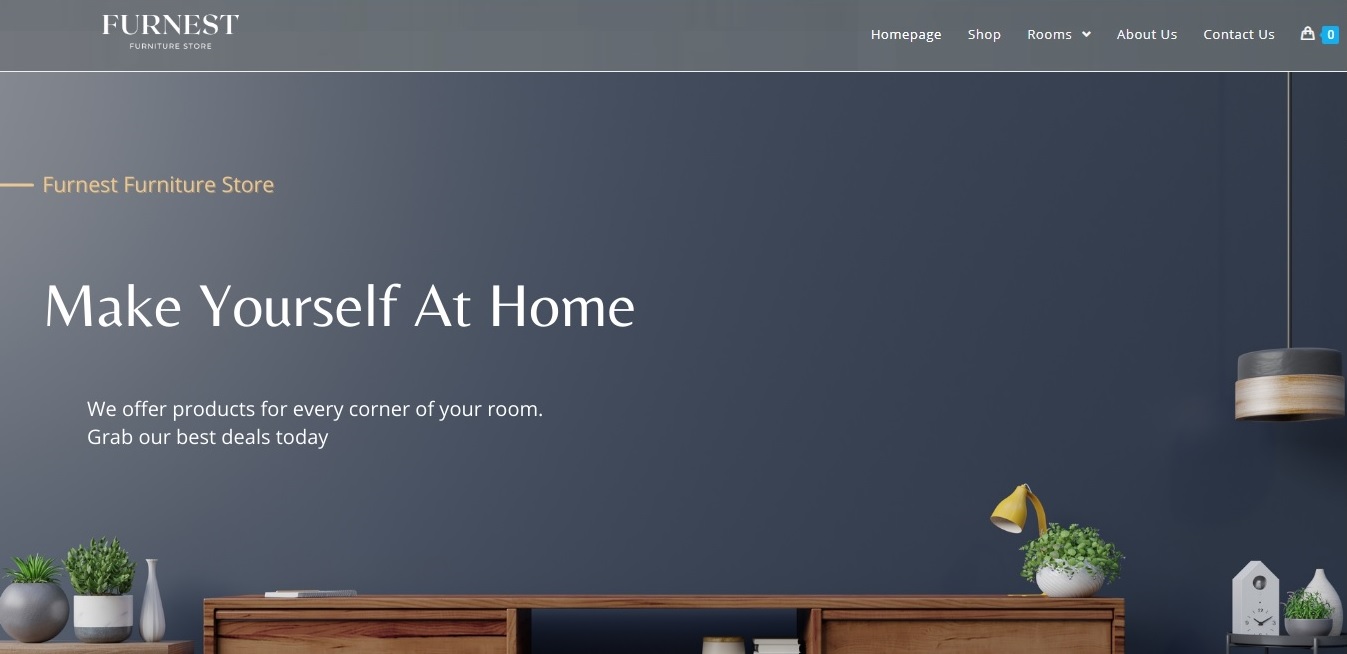 FURNEST
FURNITURE STORE
Homepage Shop Rooms About Us Contact Us 0
Furnest Furniture Store
Make Yourself At Home
We offer products for every corner of your room.
Grab our best deals today